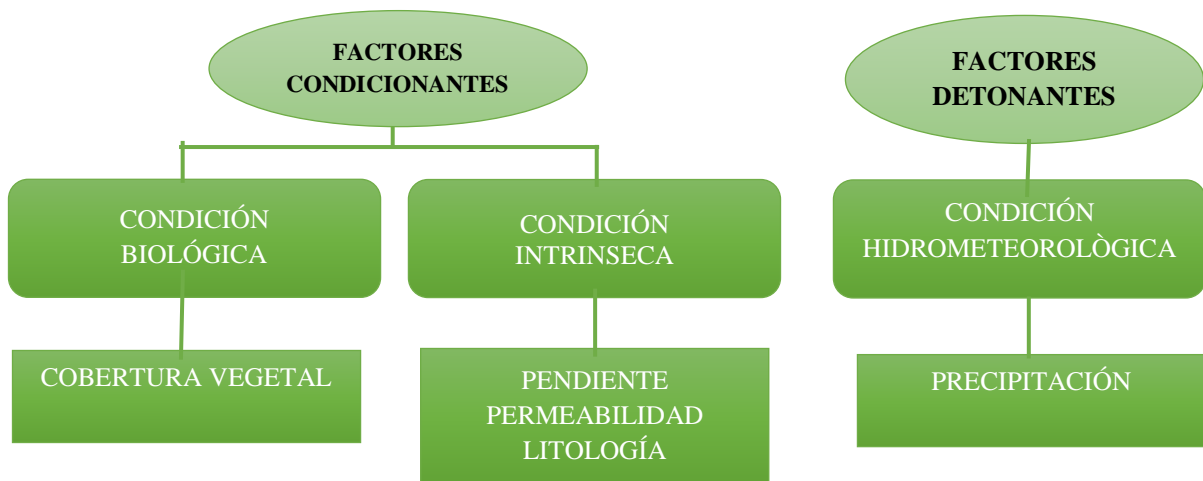 FACTORES
CONDICIONANTES
FACTORES
DETONANTES
CONDICIÓN
BIOLÓGICA
CONDICIÓN
INTRINSECA
CONDICIÓN
HIDROMETEOROLÒGICA
COBERTURA VEGETAL
PENDIENTE
PERMEABILIDAD
LITOLOGÍA
PRECIPITACIÓN